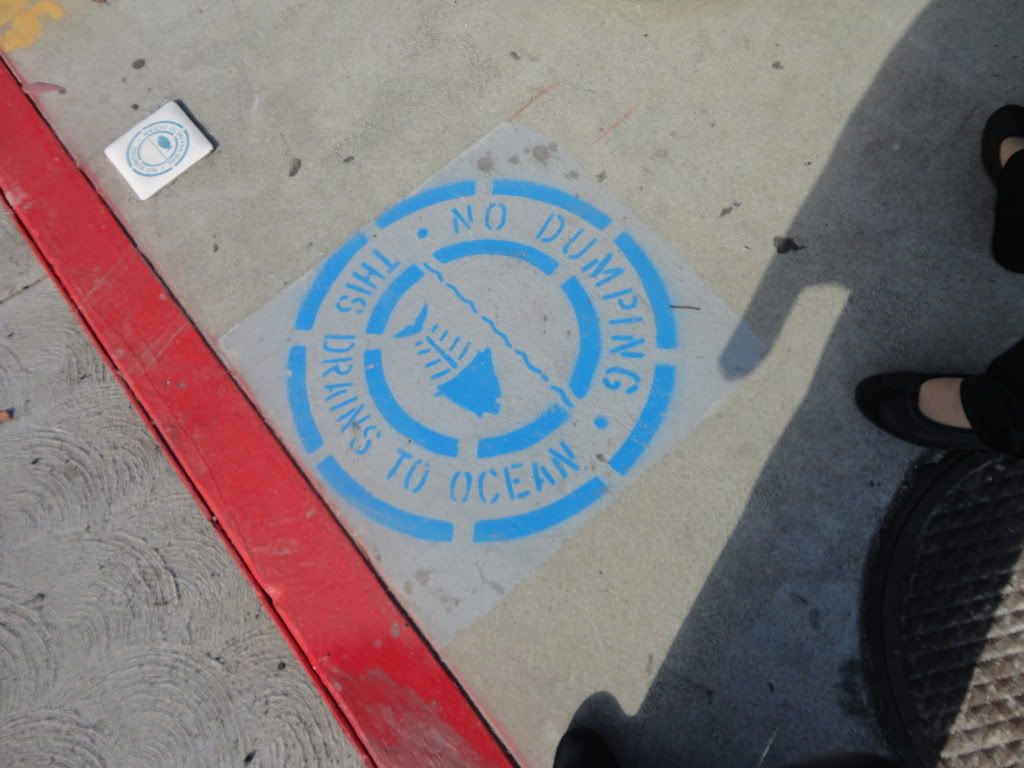 NO DUMPING
THIS DRAINS TO OCEAN